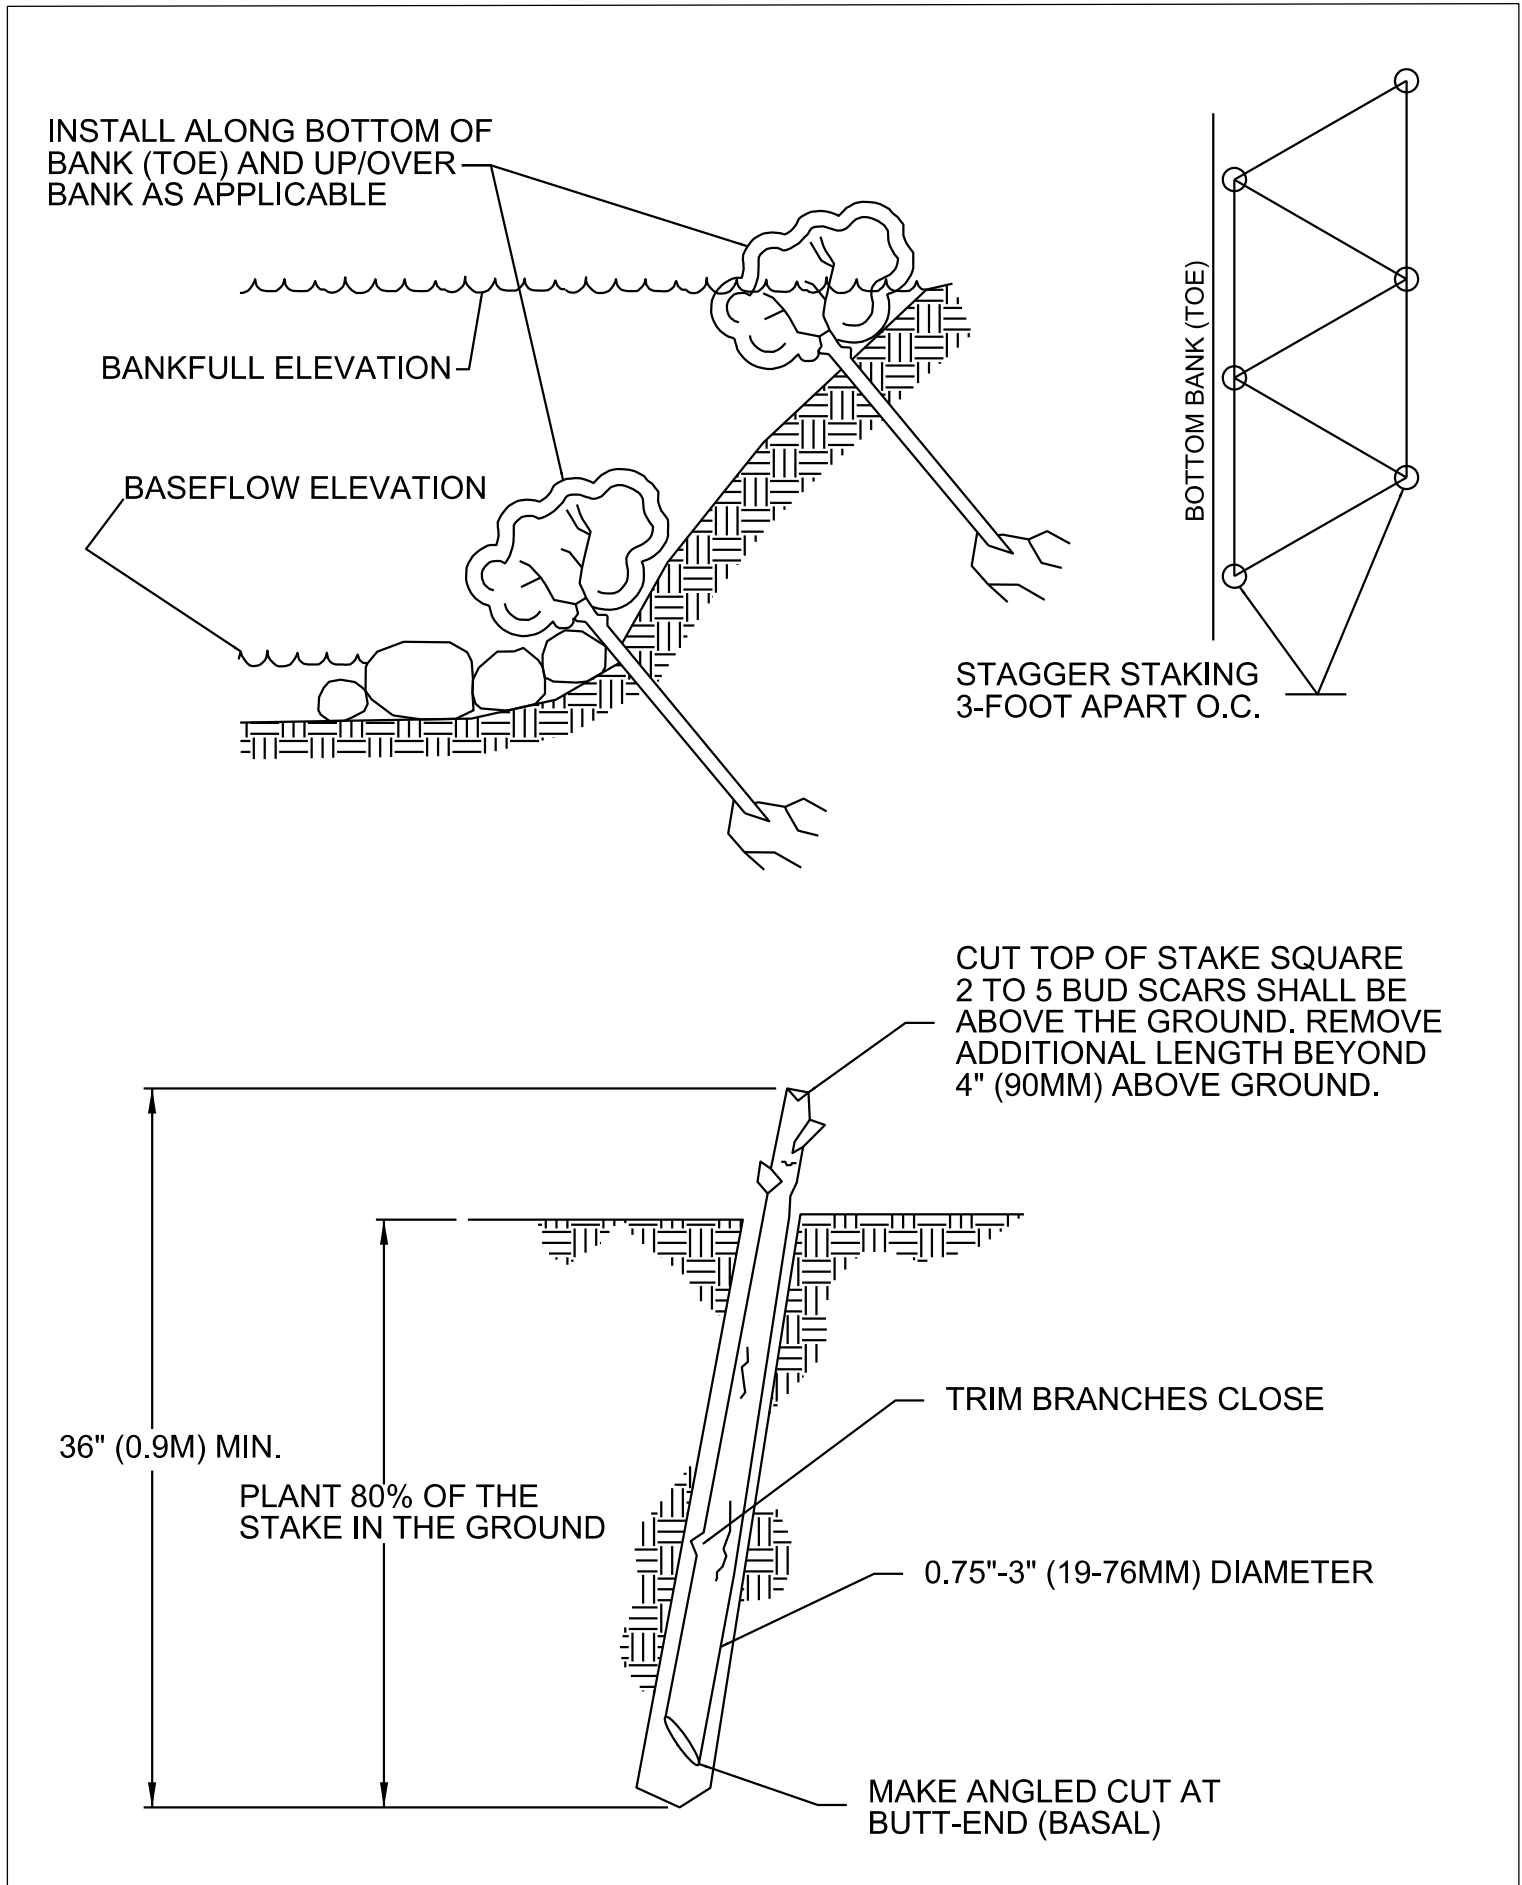 INSTALL ALONG BOTTOM OF
BANK (TOE) AND UP/OVER
BANK AS APPLICABLE
BANKFULL ELEVATION
BASEFLOW ELEVATION
BOTTOM BANK (TOE)
STAGGER STAKING
3-FOOT APART O.C.
CUT TOP OF STAKE SQUARE
2 TO 5 BUD SCARS SHALL BE
ABOVE THE GROUND. REMOVE
ADDITIONAL LENGTH BEYOND
4" (90MM) ABOVE GROUND.
TRIM BRANCHES CLOSE
36" (0.9M) MIN.
PLANT 80% OF THE
STAKE IN THE GROUND
0.75"-3" (19-76MM) DIAMETER
MAKE ANGLED CUT AT
BUTT-END (BASAL)